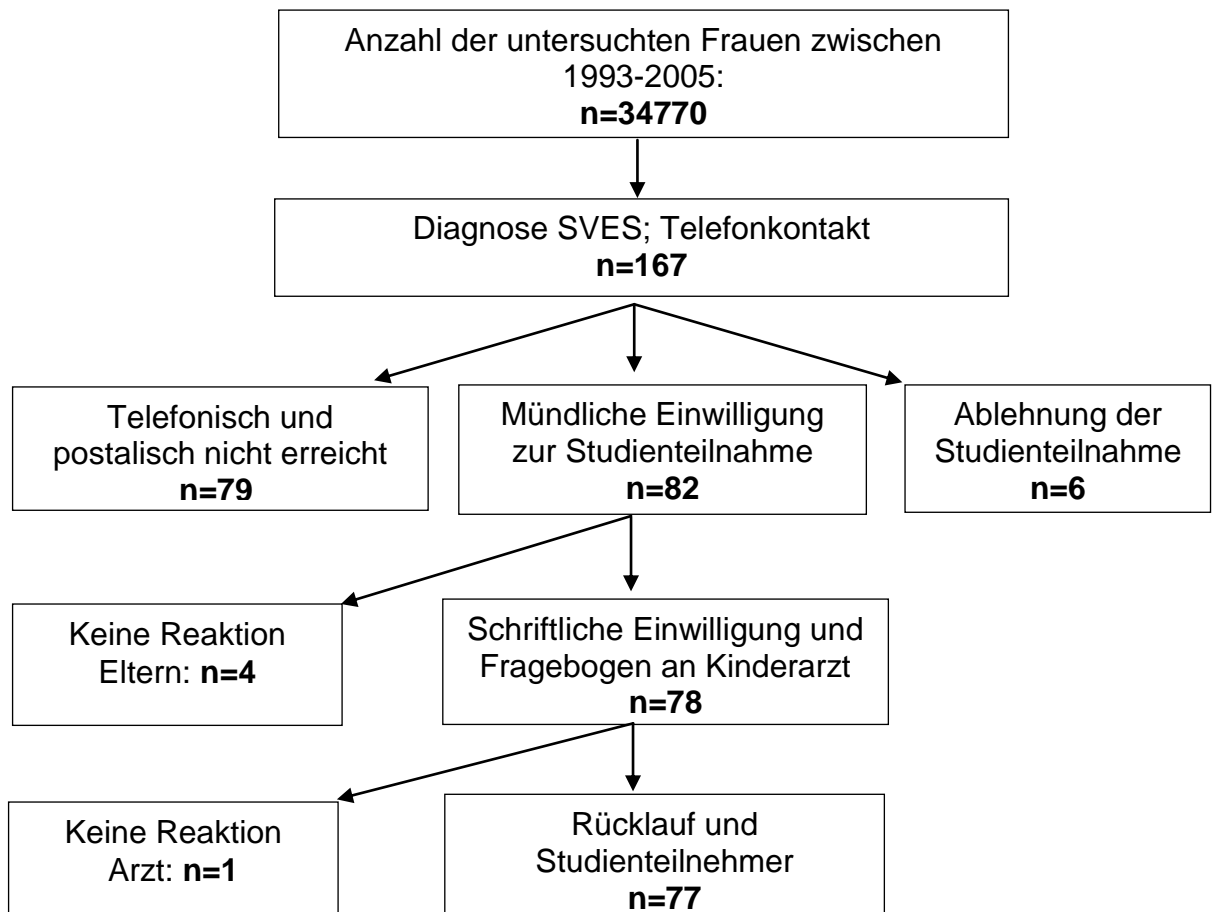 Anzahl der untersuchten Frauen zwischen
1993-2005:
n=34770
Diagnose SVES; Telefonkontakt
n=167
Telefonisch und
postalisch nicht erreicht
n=79
Mündliche Einwilligung
zur Studienteilnahme
n=82
Ablehnung der
Studienteilnahme
n=6
Keine Reaktion
Eltern: n=4
Schriftliche Einwilligung und
Fragebogen an Kinderarzt
n=78
Keine Reaktion
Arzt: n=1
Rücklauf und
Studienteilnehmer
n=77